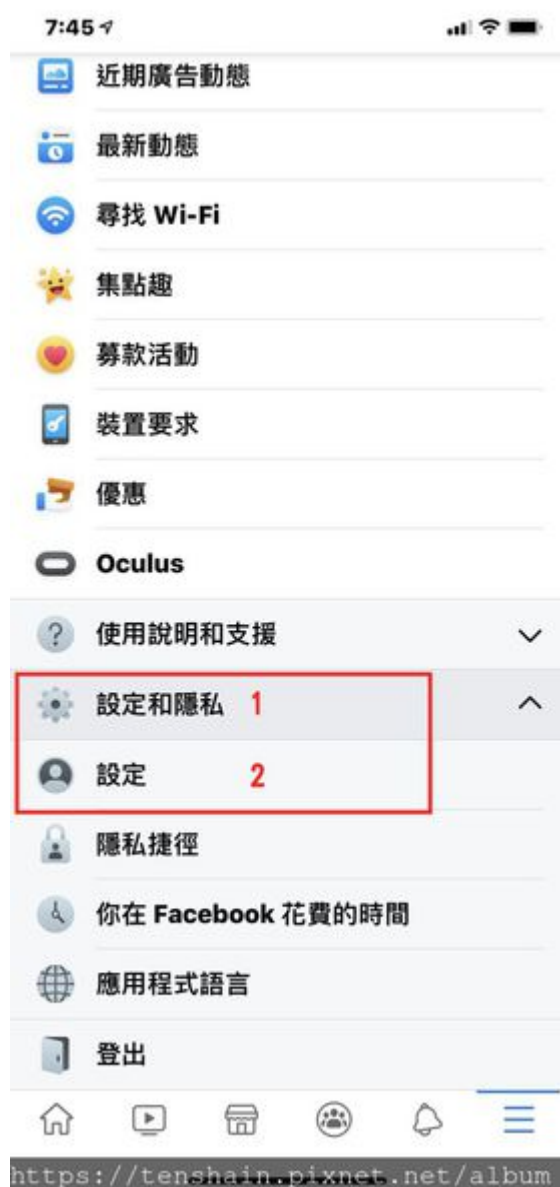 7:45
近期廣告動態
最新動態
尋找 Wi-Fi
集點趣
募款活動
裝置要求
優惠
Oculus
使用說明和支援
設定和隱私 1
設定 2
隱私捷徑
你在 Facebook 花費的時間
應用程式語言
登出
https://tenshain.pixnet.net/album